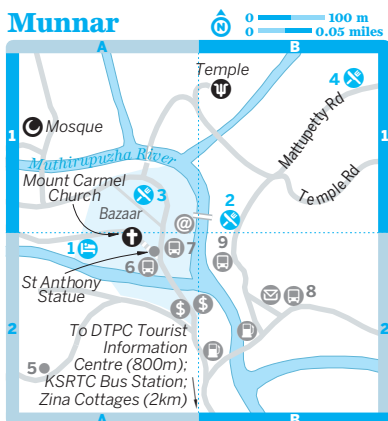 Munnar
N
0 100 m
0 0.05 miles
A B
1 1
Temple
4
Mosque
Mattupetty Rd
Muthirupuzha River
Temple Rd
Mount Carmel
Church
3
Bazaar
@
2
1
7
9
6
St Anthony
Statue
$ $
8
2 2
To DTPC Tourist
Information
Centre (800m);
KSRTC Bus Station;
Zina Cottages (2km)
5
A B